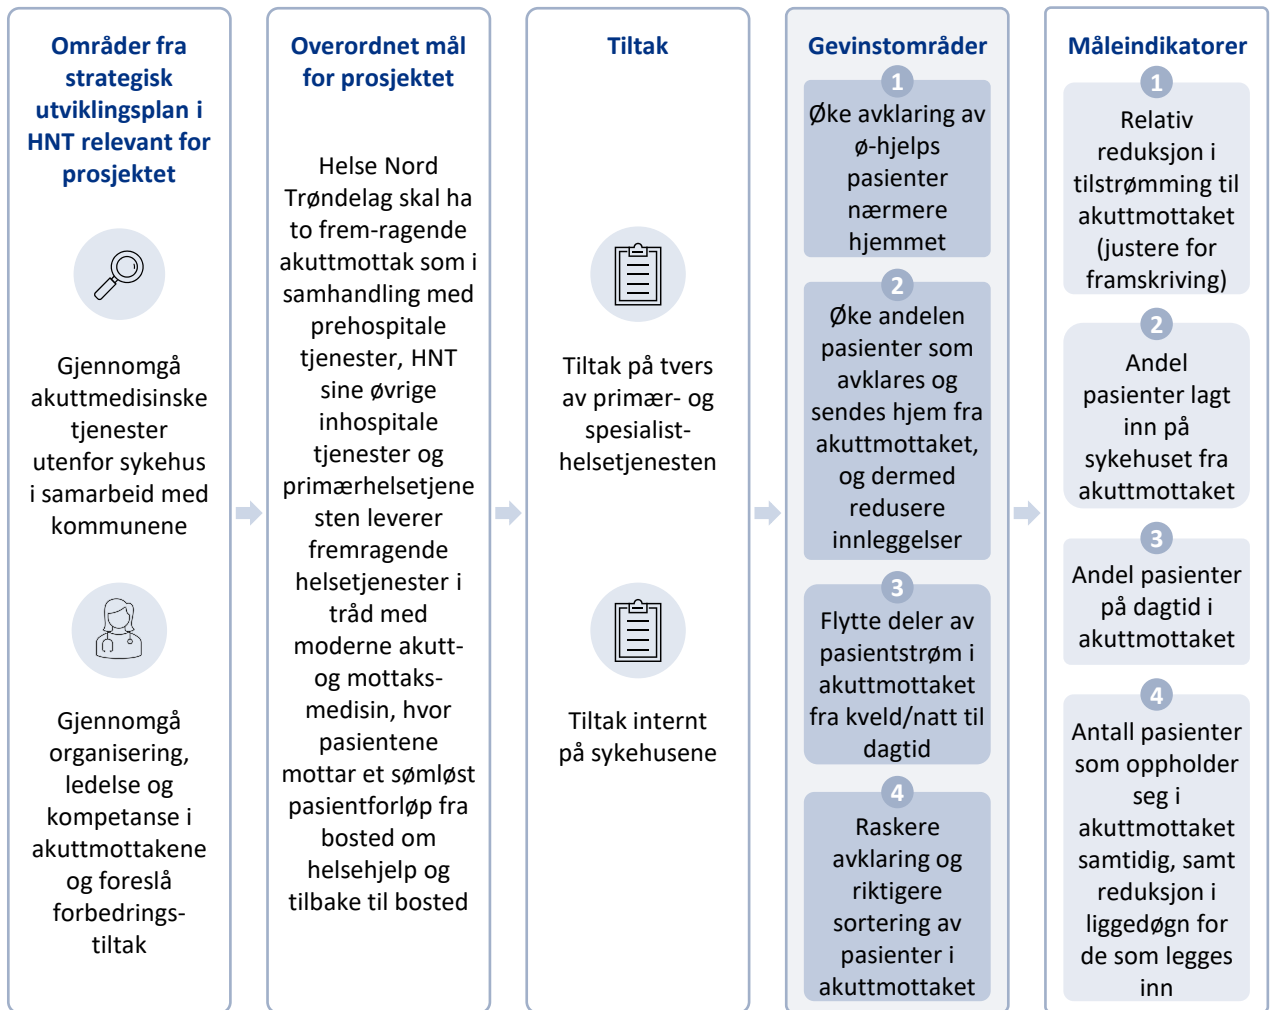 Områder fra
strategisk
utviklingsplan i
HNT relevant for
prosjektet
Gjennomgå
akuttmedisinske
tjenester
utenfor sykehus
i samarbeid med
kommunene
Gjennomgå
organisering,
ledelse og
kompetanse i
akuttmottakene
og foreslå
forbedrings-
tiltak
Overordnet mål
for prosjektet
Helse Nord
Trøndelag skal ha
to frem-ragende
akuttmottak som i
samhandling med
prehospitale
tjenester, HNT
sine øvrige
inhospitale
tjenester og
primærhelsetjene
sten leverer
fremragende
helsetjenester i
tråd med
moderne akutt-
og mottaks-
medisin, hvor
pasientene
mottar et sømløst
pasientforløp fra
bosted om
helsehjelp og
tilbake til bosted
Tiltak
Tiltak på tvers
av primær- og
spesialist-
helsetjenesten
Tiltak internt
på sykehusene
Gevinstområder
1
Øke avklaring av
ø-hjelps
pasienter
nærmere
hjemmet
2
Øke andelen
pasienter som
avklares og
sendes hjem fra
akuttmottaket,
og dermed
redusere
innleggelser
3
Flytte deler av
pasientstrøm i
akuttmottaket
fra kveld/natt til
dagtid
4
Raskere
avklaring og
riktigere
sortering av
pasienter i
akuttmottaket
Måleindikatorer
1
Relativ
reduksjon i
tilstrømming til
akuttmottaket
(justere for
framskriving)
2
Andel
pasienter lagt
inn på
sykehuset fra
akuttmottaket
3
Andel pasienter
på dagtid i
akuttmottaket
4
Antall pasienter
som oppholder
seg i
akuttmottaket
samtidig, samt
reduksjon i
liggedøgn for
de som legges
inn